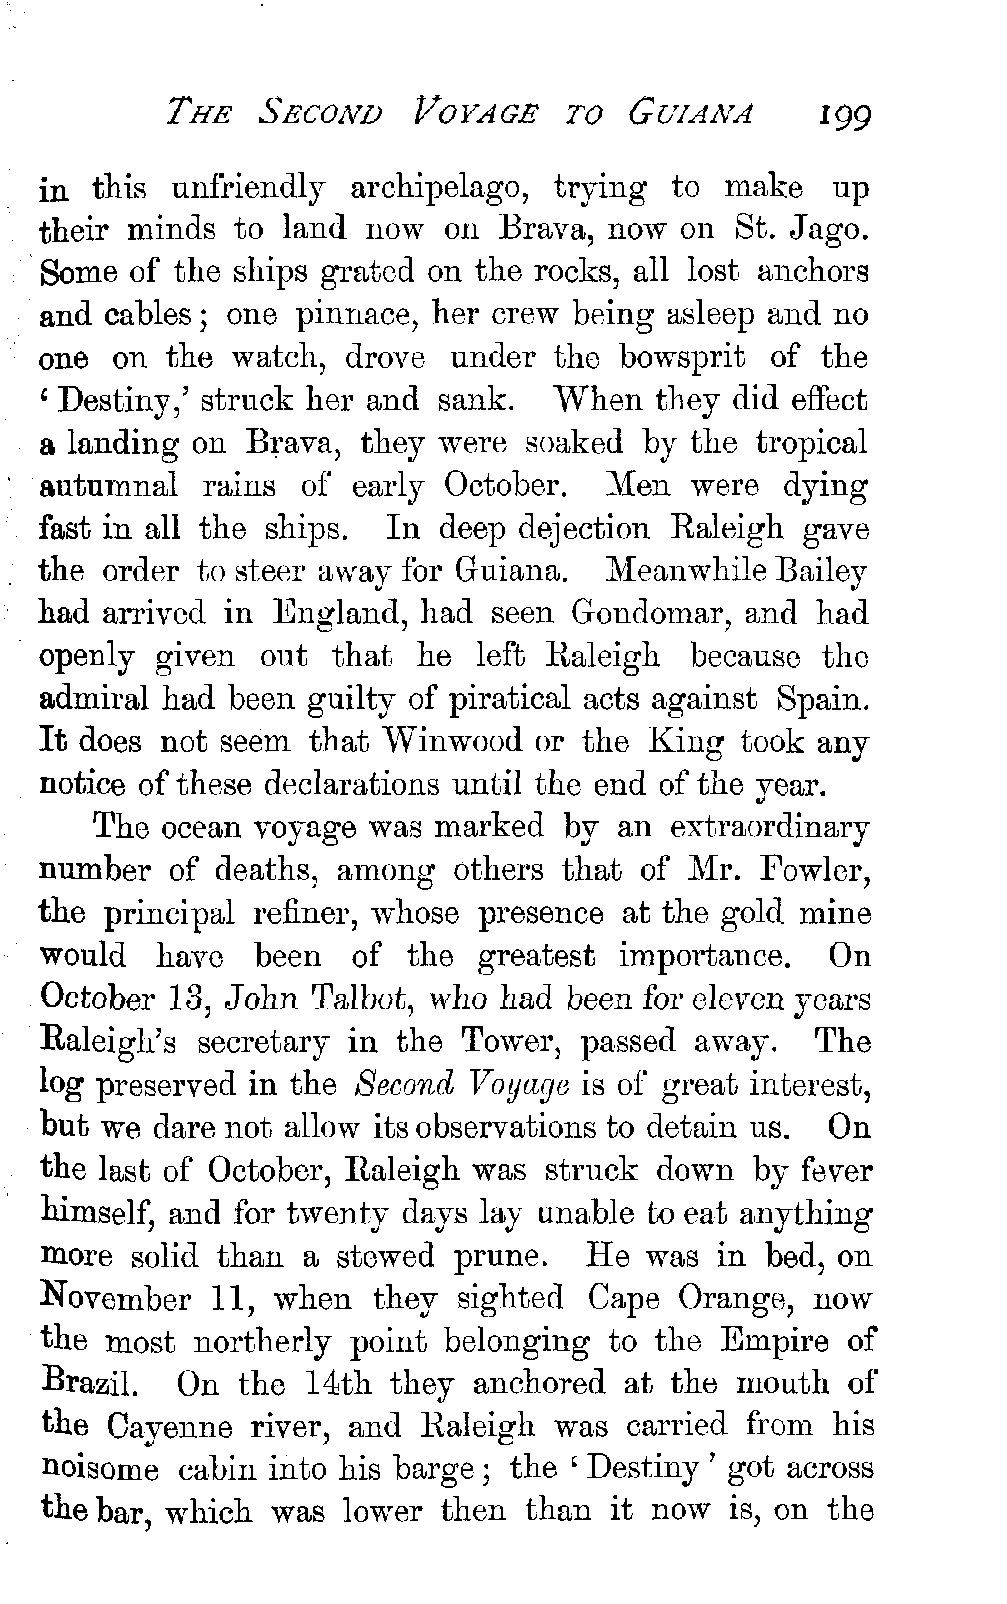 THE SECOND VOYAGE TO GUIANA 199
in this unfriendly archipelago, trying to make up
their minds to land now on Brava, now on St. Jago.
Some of the ships grated on the rocks, all lost anchors
and cables; one pinnace, her crew being asleep and no
one on the watch, drove under the bowsprit of the
‘Destiny,’ struck her and sank. When they did effect
a landing on Brava, they were soaked by the tropical
autumnal rains of early October. Men were dying
fast in all the ships. In deep dejection Raleigh gave
the order to steer away for Guiana. Meanwhile Bailey
had arrived in England, had seen Gondomar, and had
openly given out that he left Raleigh because the
admiral had been guilty of piratical acts against Spain.
It does not seem that Winwood or the King took any
notice of these declarations until the end of the year.
The ocean voyage was marked by an extraordinary
number of deaths, among others that of Mr. Fowler,
the principal refiner, whose presence at the gold mine
would have been of the greatest importance. On
October 13, John Talbot, who had been for eleven years
Raleigh's secretary in the Tower, passed away. The
log preserved in the Second Voyage is of great interest,
but we dare not allow its observations to detain us. On
the last of October, Raleigh was struck down by fever
himself, and for twenty days lay unable to eat anything
more solid than a stewed prune. He was in bed, on
November 11, when they sighted Cape Orange, now
the most northerly point belonging to the Empire of
Brazil. On the 14th they anchored at the mouth of
the Cayenne river, and Raleigh was carried from his
noisome cabin into his barge; the ‘Destiny’ got across
the bar, which was lower then than it now is, on the